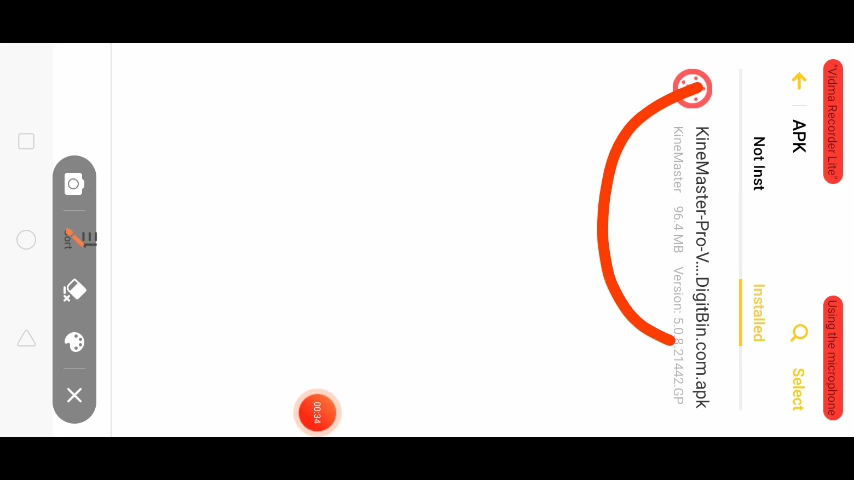 "Vidma Recorder Lite"
Using the microphone
APK
Select
Not Inst
Installed
KineMaster-Pro-V....DigitBin.com.apk
KineMaster 96.4 MB Version: 5.0.8.21442.GP
00:34
ort